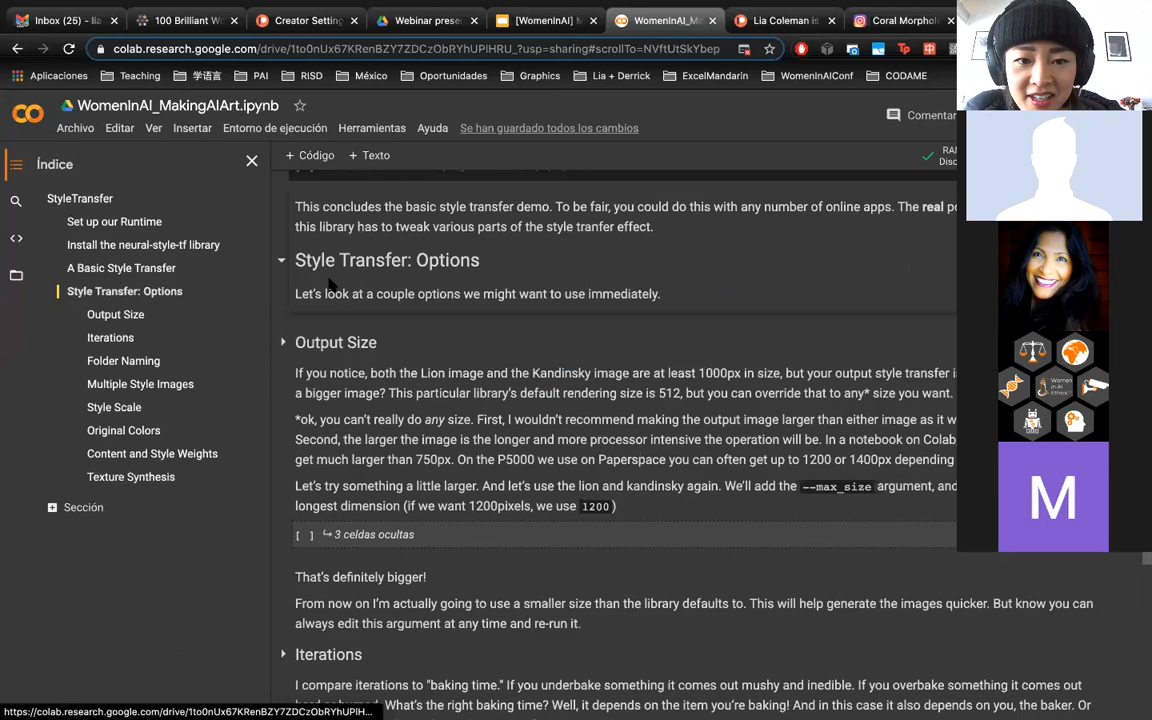 Inbox (25) - lia
100 Brilliant Wo
Creator Setting
Webinar prese
[WomenInAI] M
WomenInAI_M
Lia Coleman is
Coral Morpholo
colab.research.google.com/drive/1to0nUx67KRenBZY7ZDCzObRYhUPlHRU_?usp=sharing#scrollTo=NVftUtSkYbep
Aplicaciones
Teaching
学语言
PAI
RISD
México
Oportunidades
Graphics
Lia + Derrick
ExcelMandarin
WomenInAIConf
CODAME
WomenInAI_MakingAIArt.ipynb
Archivo Editar Ver Insertar Entorno de ejecución Herramientas Ayuda Se han guardado todos los cambios
Comentar
Índice
+ Código + Texto
RAM
Disc
StyleTransfer
Set up our Runtime
Install the neural-style-tf library
A Basic Style Transfer
Style Transfer: Options
Output Size
Iterations
Folder Naming
Multiple Style Images
Style Scale
Original Colors
Content and Style Weights
Texture Synthesis
Sección
This concludes the basic style transfer demo. To be fair, you could do this with any number of online apps. The real po
this library has to tweak various parts of the style tranfer effect.
Style Transfer: Options
Let's look at a couple options we might want to use immediately.
Output Size
If you notice, both the Lion image and the Kandinsky image are at least 1000px in size, but your output style transfer is
a bigger image? This particular library's default rendering size is 512, but you can override that to any* size you want.
*ok, you can't really do any size. First, I wouldn't recommend making the output image larger than either image as it w
Second, the larger the image is the longer and more processor intensive the operation will be. In a notebook on Colab
get much larger than 750px. On the P5000 we use on Paperspace you can often get up to 1200 or 1400px depending
Let's try something a little larger. And let's use the lion and kandinsky again. We'll add the --max_size argument, and
longest dimension (if we want 1200pixels, we use 1200 )
[ ] ↳ 3 celdas ocultas
That's definitely bigger!
From now on I'm actually going to use a smaller size than the library defaults to. This will help generate the images quicker. But know you can
always edit this argument at any time and re-run it.
Iterations
I compare iterations to "baking time." If you underbake something it comes out mushy and inedible. If you overbake something it comes out
What's the right baking time? Well, it depends on the item you're baking! And in this case it also depends on you, the baker. Or
https://colab.research.google.com/drive/1to0nUx67KRenBZY7ZDCzObRYhUPlH...
Women
in AI
Ethics
M